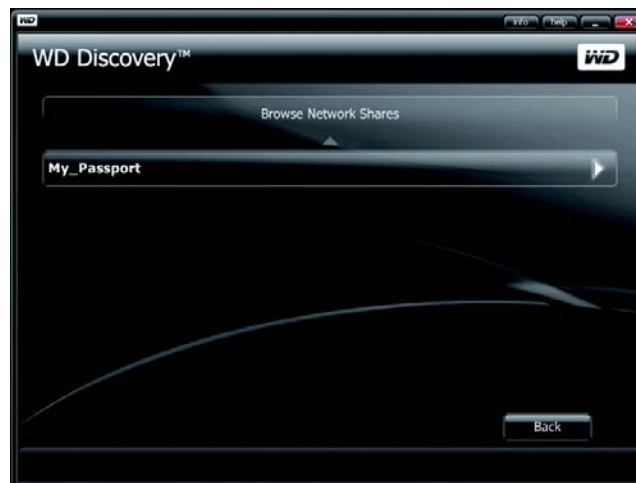 WD
info help
WD Discovery™
WD
Browse Network Shares
My_Passport
Back